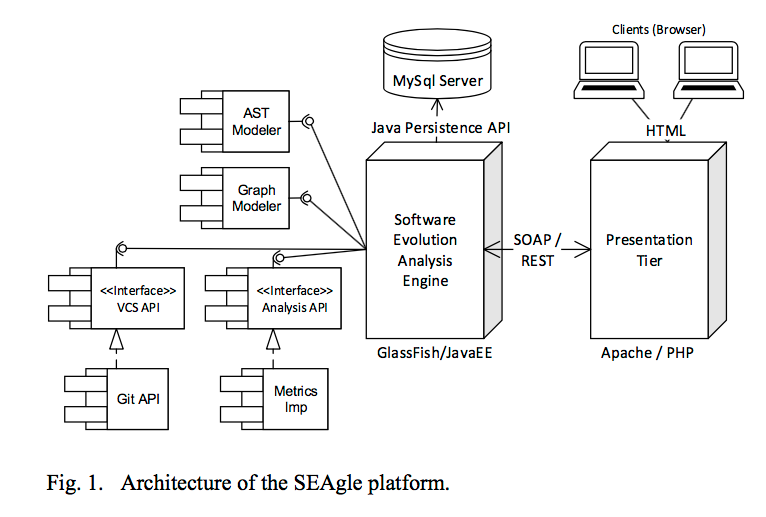 Clients (Browser)
MySql Server
AST
Modeler
Java Persistence API
HTML
Graph
Modeler
Software
Evolution
Analysis
Engine
SOAP /
REST
Presentation
Tier
<<Interface>>
VCS API
<<Interface>>
Analysis API
GlassFish/JavaEE
Apache / PHP
Git API
Metrics
Imp
Fig. 1. Architecture of the SEAgle platform.